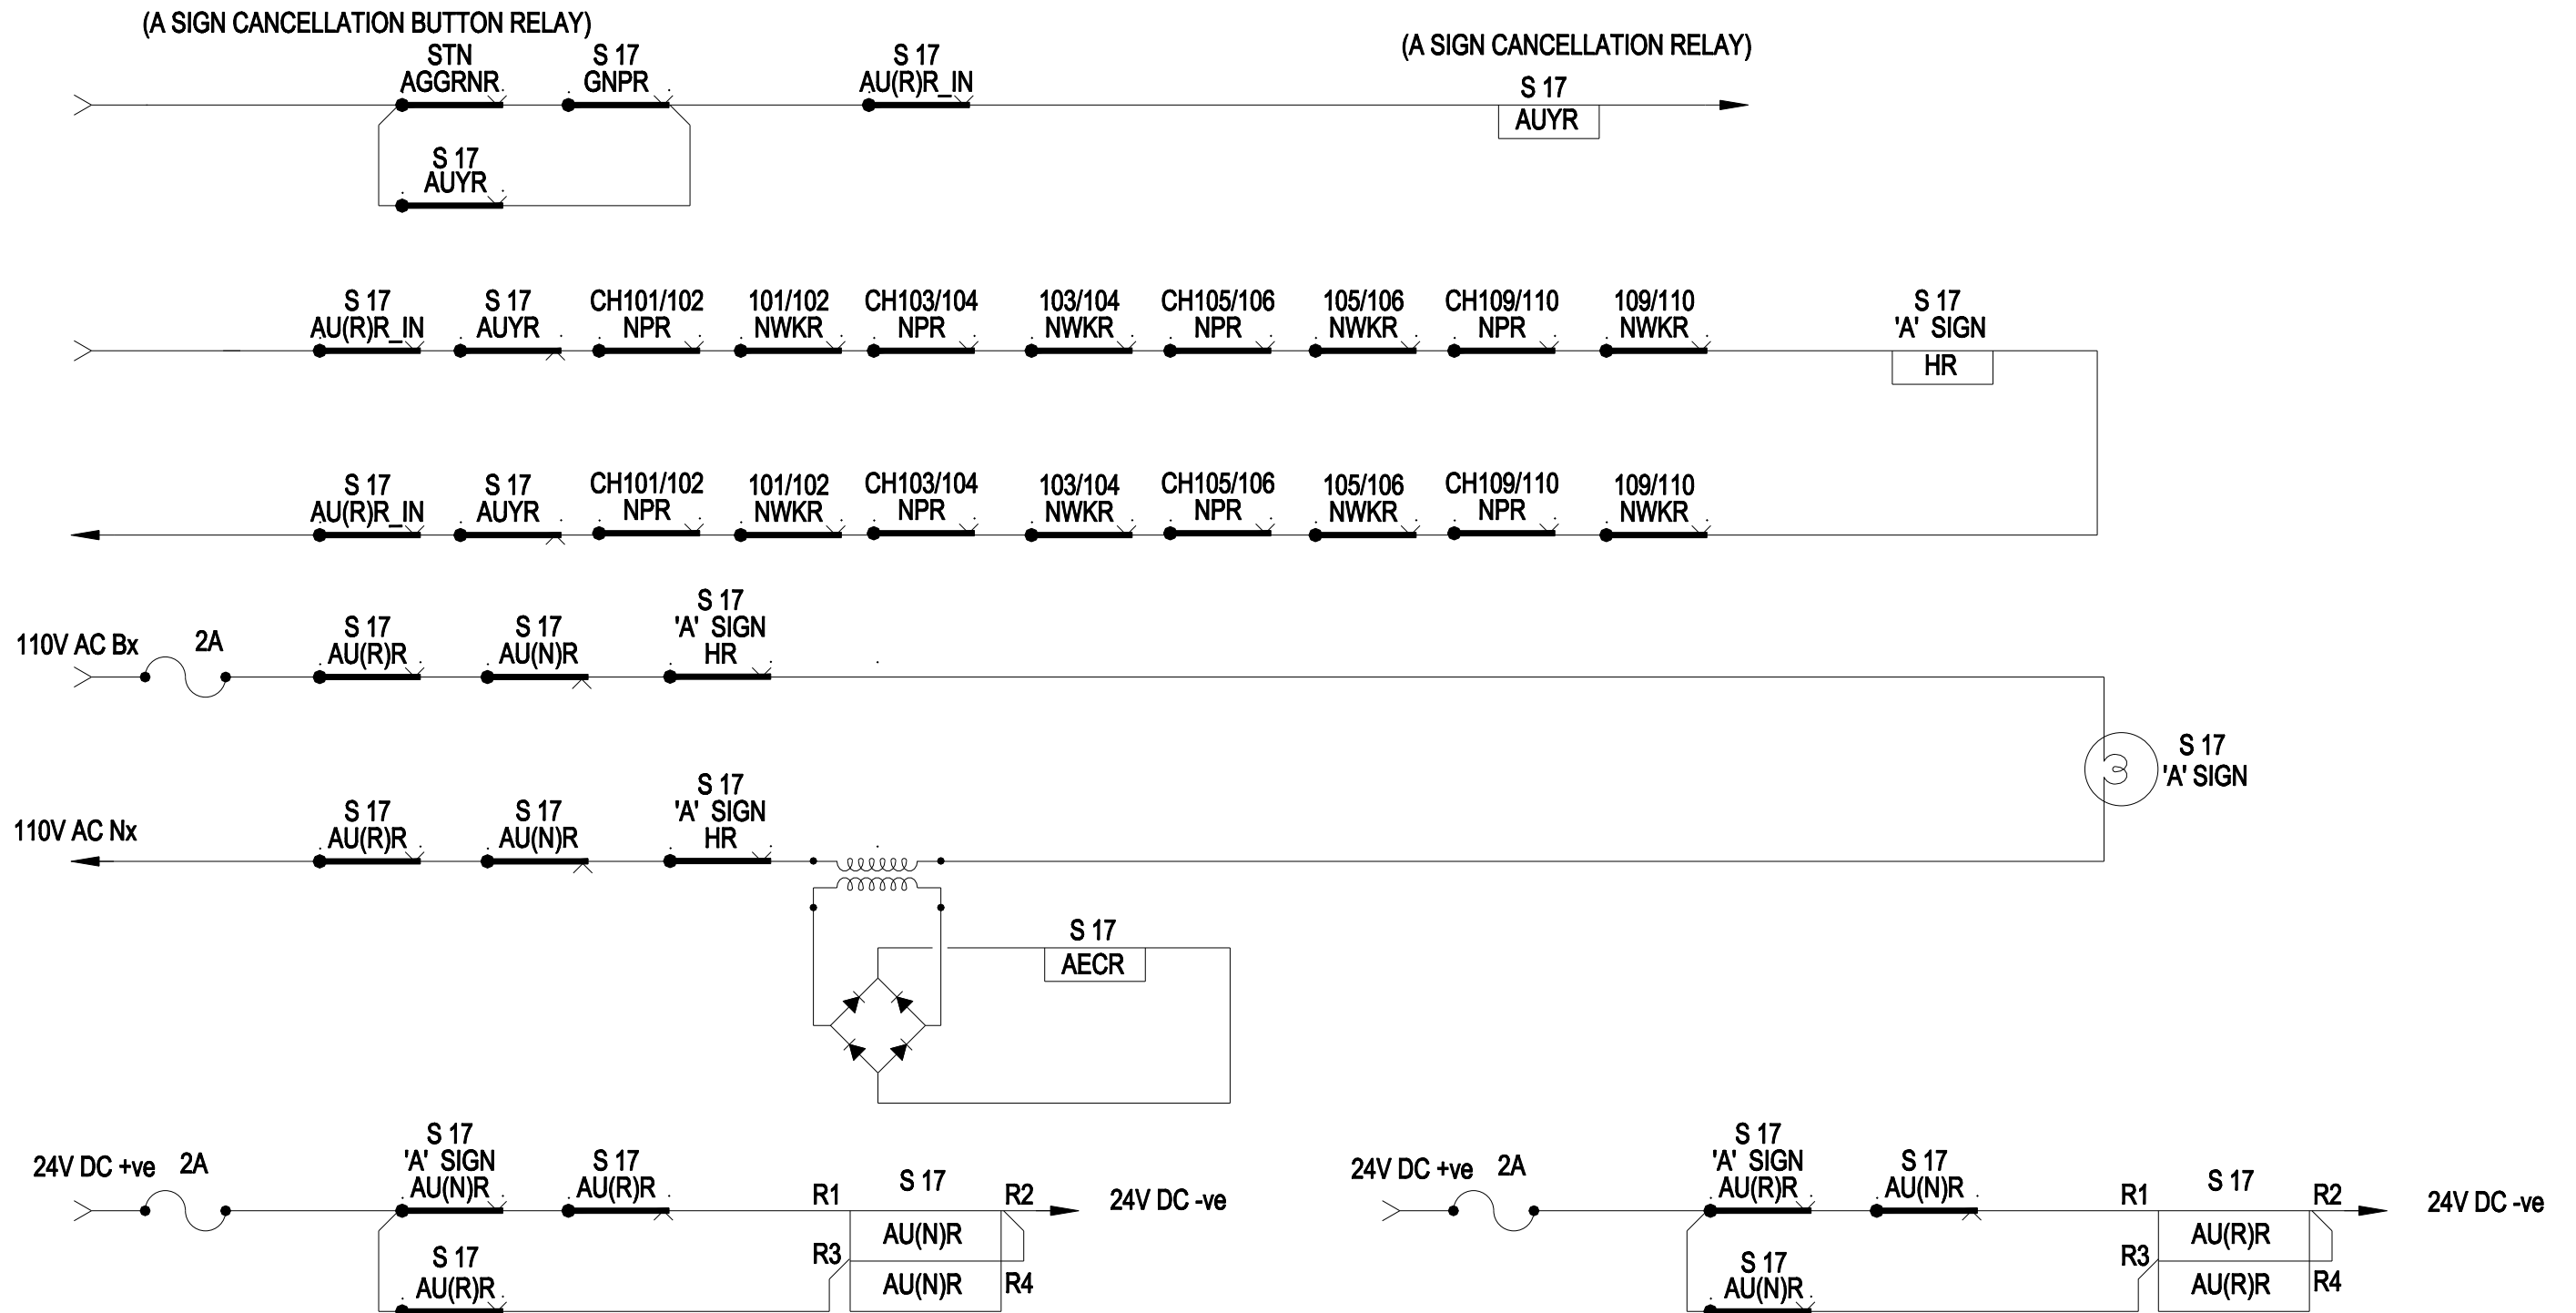 (A SIGN CANCELLATION BUTTON RELAY)
(A SIGN CANCELLATION RELAY)
STN
AGGRNR
S 17
GNPR
S 17
AU(R)R_IN
S 17
AUYR
S 17
AUYR
S 17
AU(R)R_IN
S 17
AUYR
CH101/102
NPR
101/102
NWKR
CH103/104
NPR
103/104
NWKR
CH105/106
NPR
105/106
NWKR
CH109/110
NPR
109/110
NWKR
S 17
'A' SIGN
HR
S 17
AU(R)R_IN
S 17
AUYR
CH101/102
NPR
101/102
NWKR
CH103/104
NPR
103/104
NWKR
CH105/106
NPR
105/106
NWKR
CH109/110
NPR
109/110
NWKR
110V AC Bx
2A
S 17
AU(R)R
S 17
AU(N)R
S 17
'A' SIGN
HR
S 17
'A' SIGN
110V AC Nx
S 17
AU(R)R
S 17
AU(N)R
S 17
'A' SIGN
HR
S 17
AECR
24V DC +ve
2A
S 17
'A' SIGN
AU(N)R
S 17
AU(R)R
R1
S 17
R2
24V DC -ve
AU(N)R
R3
AU(N)R
R4
S 17
AU(R)R
24V DC +ve
2A
S 17
'A' SIGN
AU(R)R
S 17
AU(N)R
R1
S 17
R2
24V DC -ve
AU(R)R
R3
AU(R)R
R4
S 17
AU(N)R